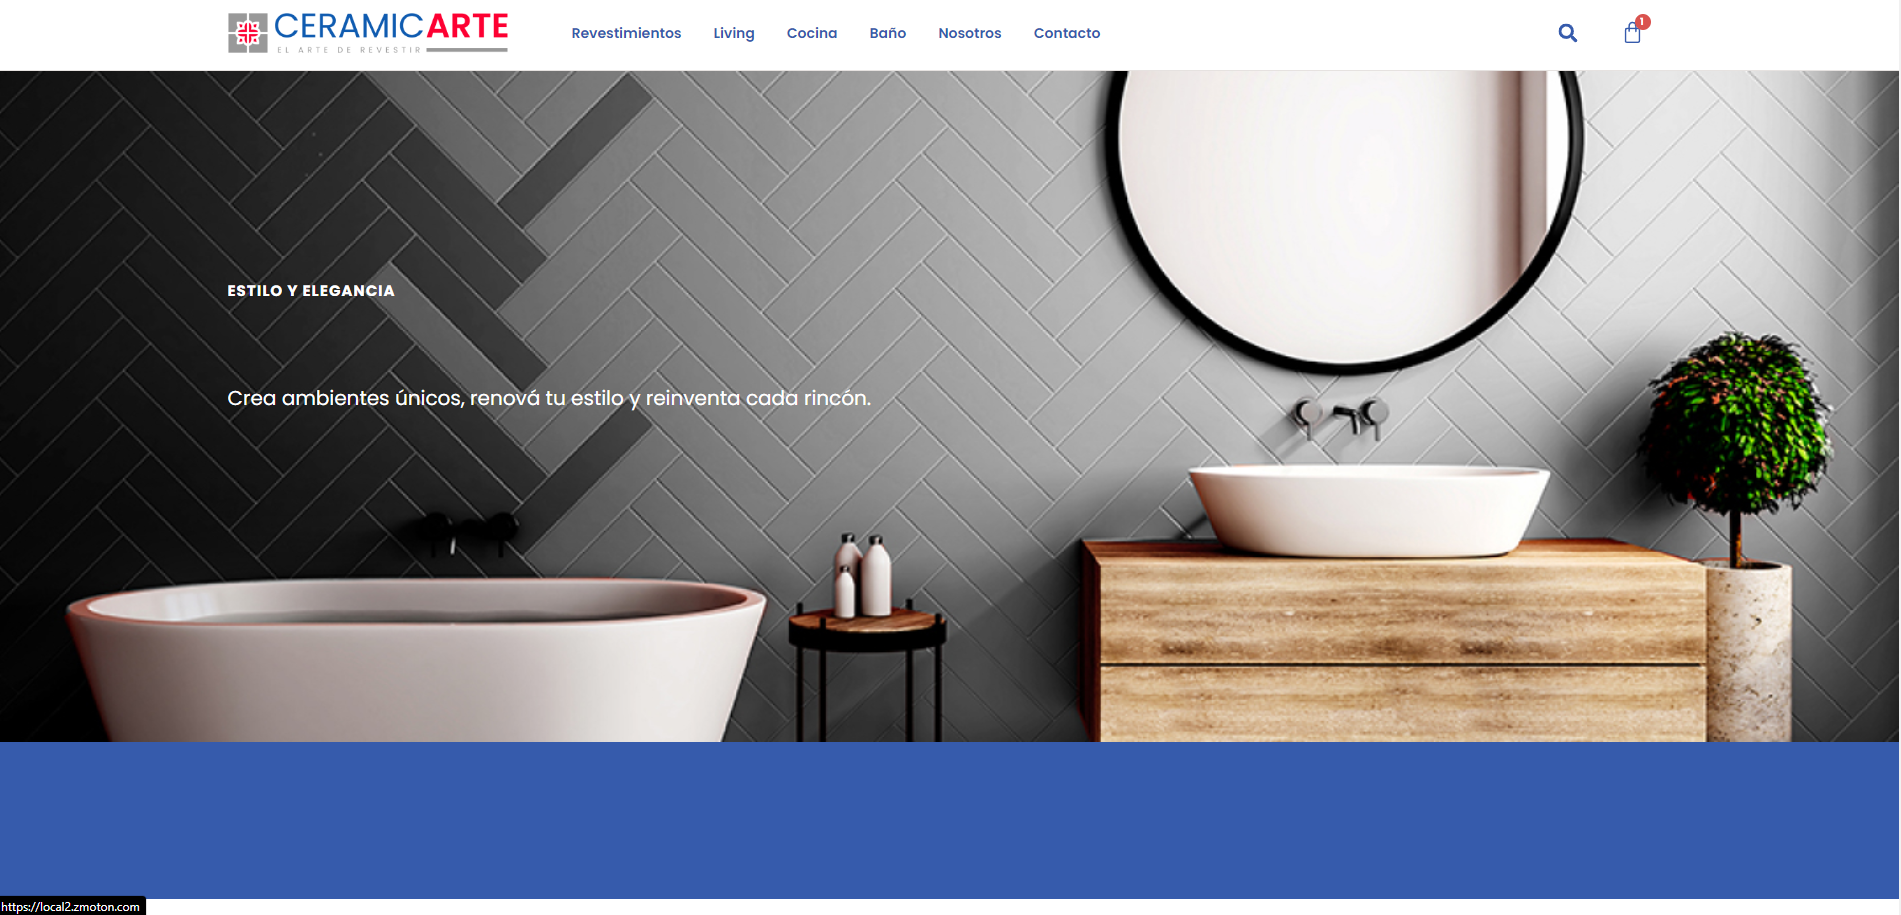 CERAMICARTE
EL ARTE DE REVESTIR
Revestimientos Living Cocina Baño Nosotros Contacto
1
ESTILO Y ELEGANCIA
Crea ambientes únicos, renová tu estilo y reinventa cada rincón.
https://local2.zmoton.com